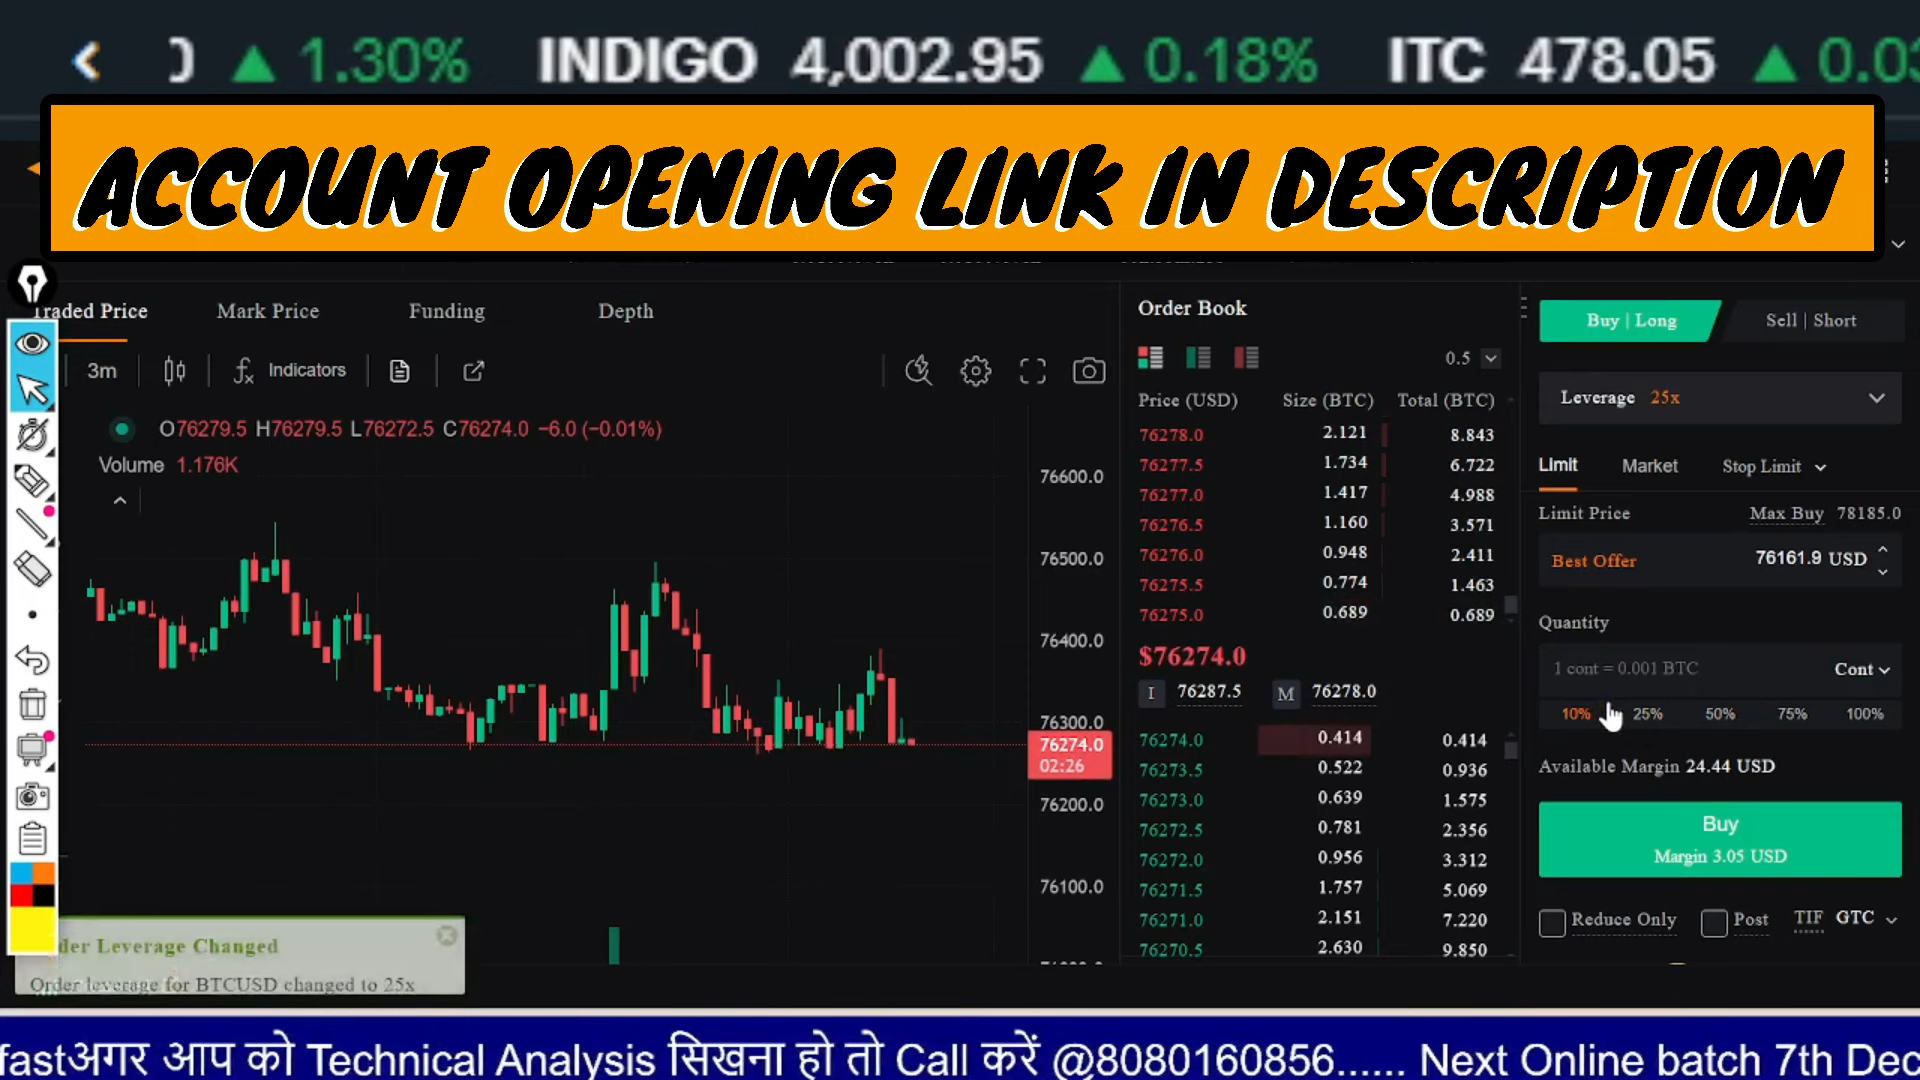 1.30% INDIGO 4,002.95 0.18% ITC 478.05
ACCOUNT OPENING LINK IN DESCRIPTION
Traded Price Mark Price Funding Depth
3m Indicators
O76279.5 H76279.5 L76272.5 C76274.0 −6.0 (−0.01%)
Volume 1.176K
76600.0
76500.0
76400.0
76300.0
76274.0
02:26
76200.0
76100.0
Order Book
0.5
Price (USD) Size (BTC) Total (BTC)
76278.0 2.121 8.843
76277.5 1.734 6.722
76277.0 1.417 4.988
76276.5 1.160 3.571
76276.0 0.948 2.411
76275.5 0.774 1.463
76275.0 0.689 0.689
$76274.0
I 76287.5 M 76278.0
76274.0 0.414 0.414
76273.5 0.522 0.936
76273.0 0.639 1.575
76272.5 0.781 2.356
76272.0 0.956 3.312
76271.5 1.757 5.069
76271.0 2.151 7.220
76270.5 2.630 9.850
Buy | Long Sell | Short
Leverage 25x
Limit Market Stop Limit
Limit Price Max Buy 78185.0
Best Offer 76161.9 USD
Quantity
1 cont = 0.001 BTC Cont
10% 25% 50% 75% 100%
Available Margin 24.44 USD
Buy
Margin 3.05 USD
Reduce Only Post TIF GTC
Leverage Changed
Order leverage for BTCUSD changed to 25x
fastअगर आप को Technical Analysis सिखना हो तो Call करें @8080160856...... Next Online batch 7th Dec